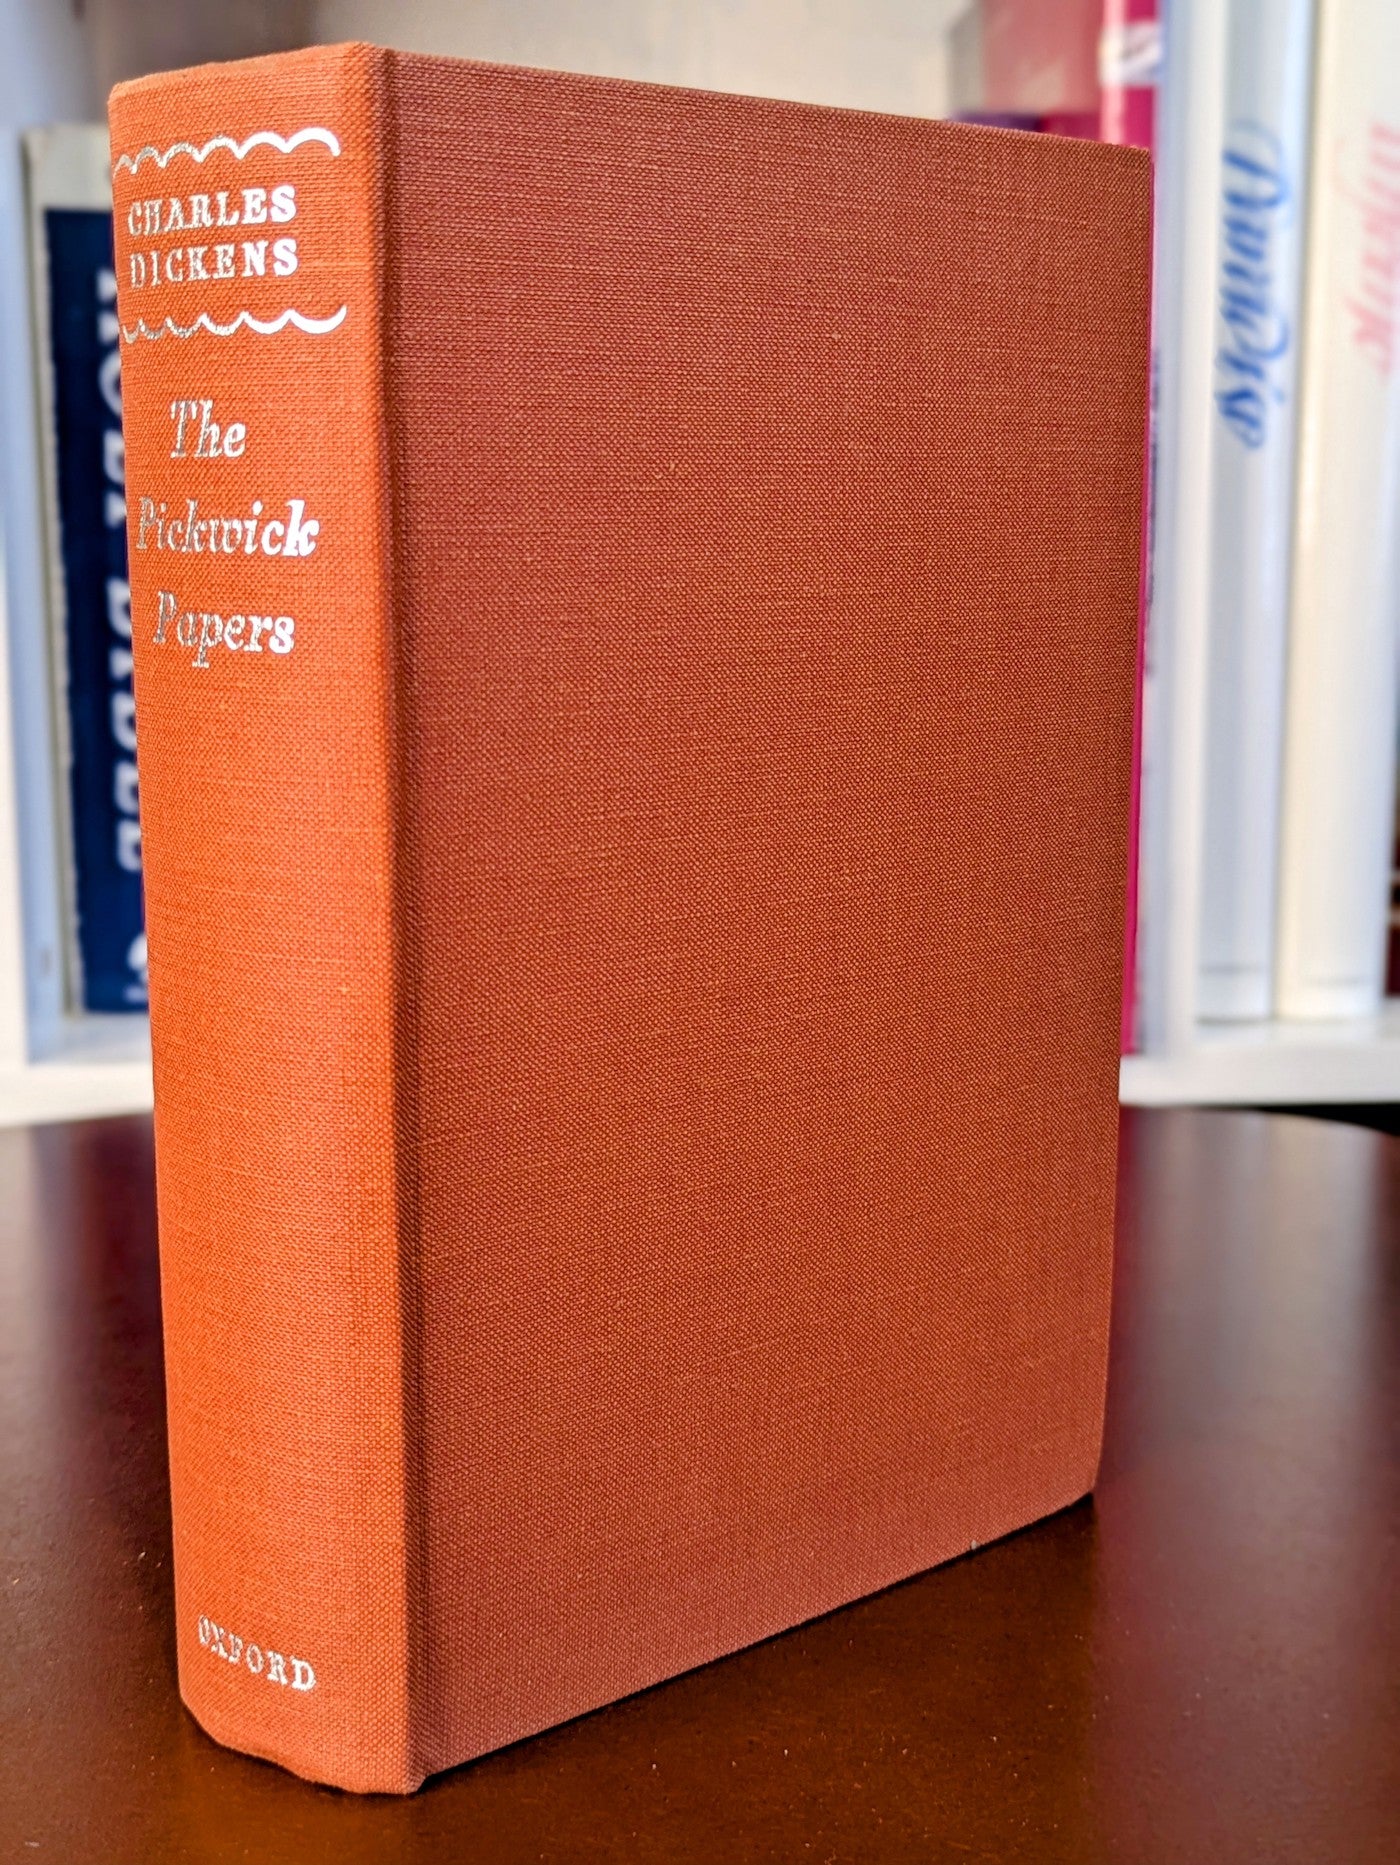 CHARLES
DICKENS
The
Pickwick
Papers
OXFORD